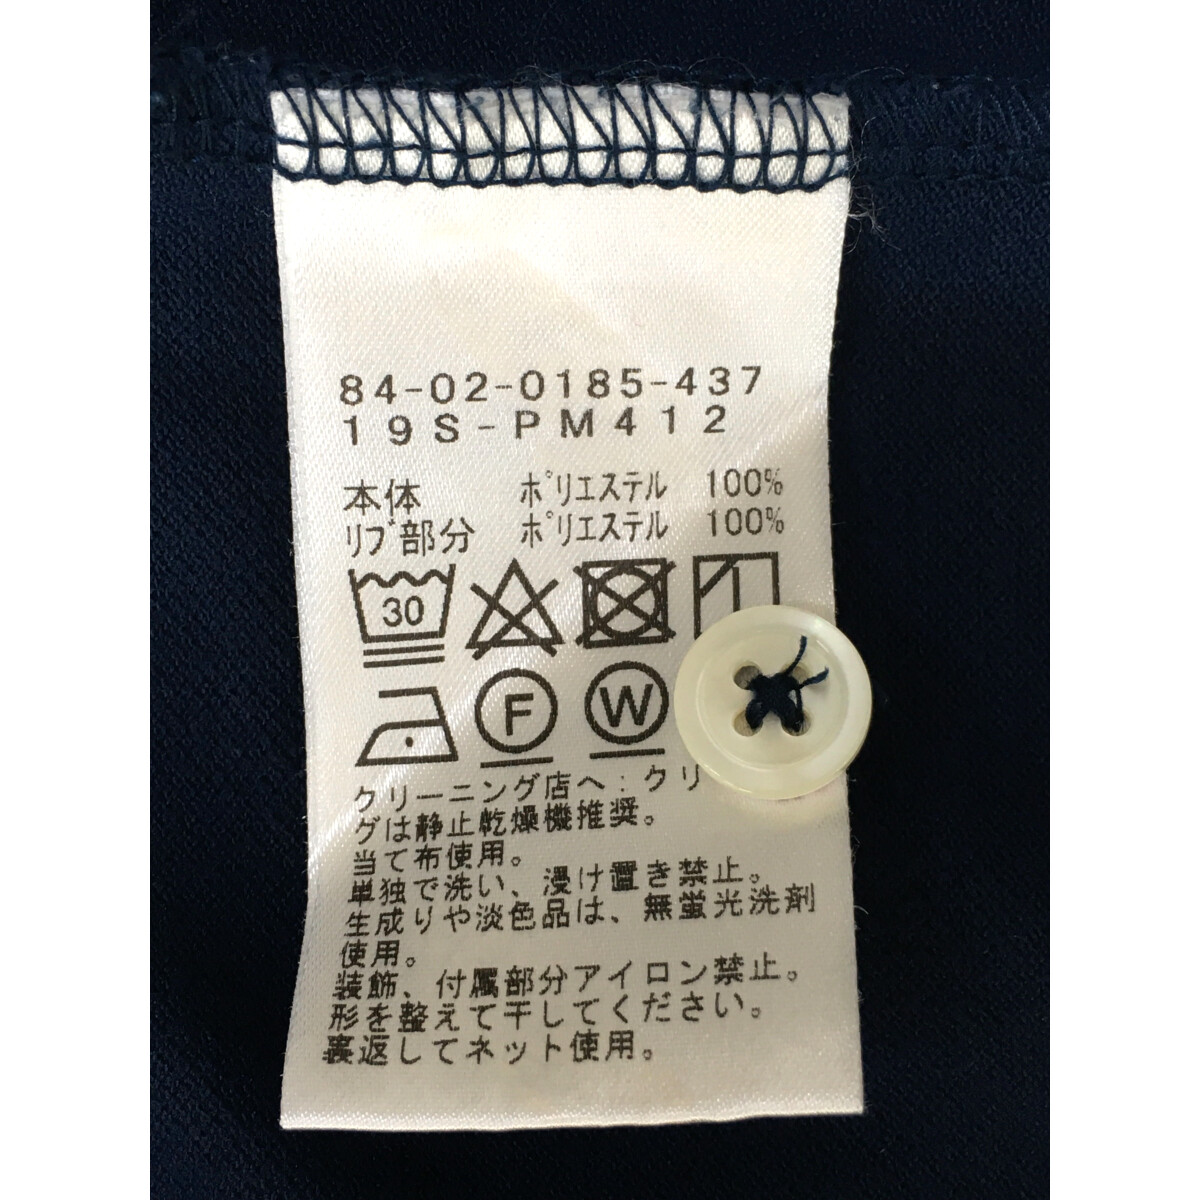 84-02-0185-437
19S-PM412
本体 ﾎﾟﾘｴｽﾃﾙ 100%
ﾘﾌﾞ部分 ﾎﾟﾘｴｽﾃﾙ 100%
30
F W
クリーニング店へ:クリ
グは静止乾燥機推奨。
当て布使用。
単独で洗い、浸け置き禁止。
生成りや淡色品は、無蛍光洗剤
使用。
装飾、付属部分アイロン禁止。
形を整えて干してください。
裏返してネット使用。